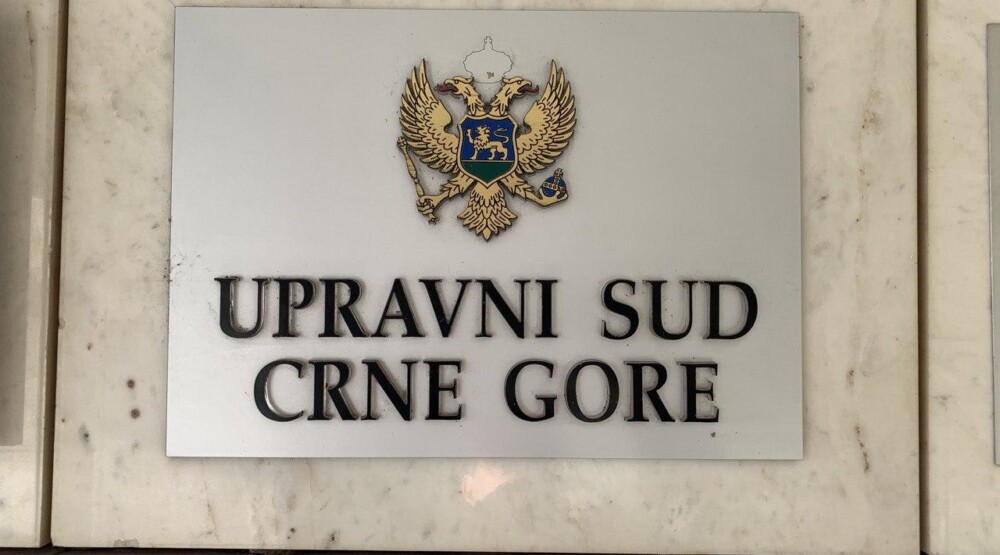 UPRAVNI SUD
CRNE GORE